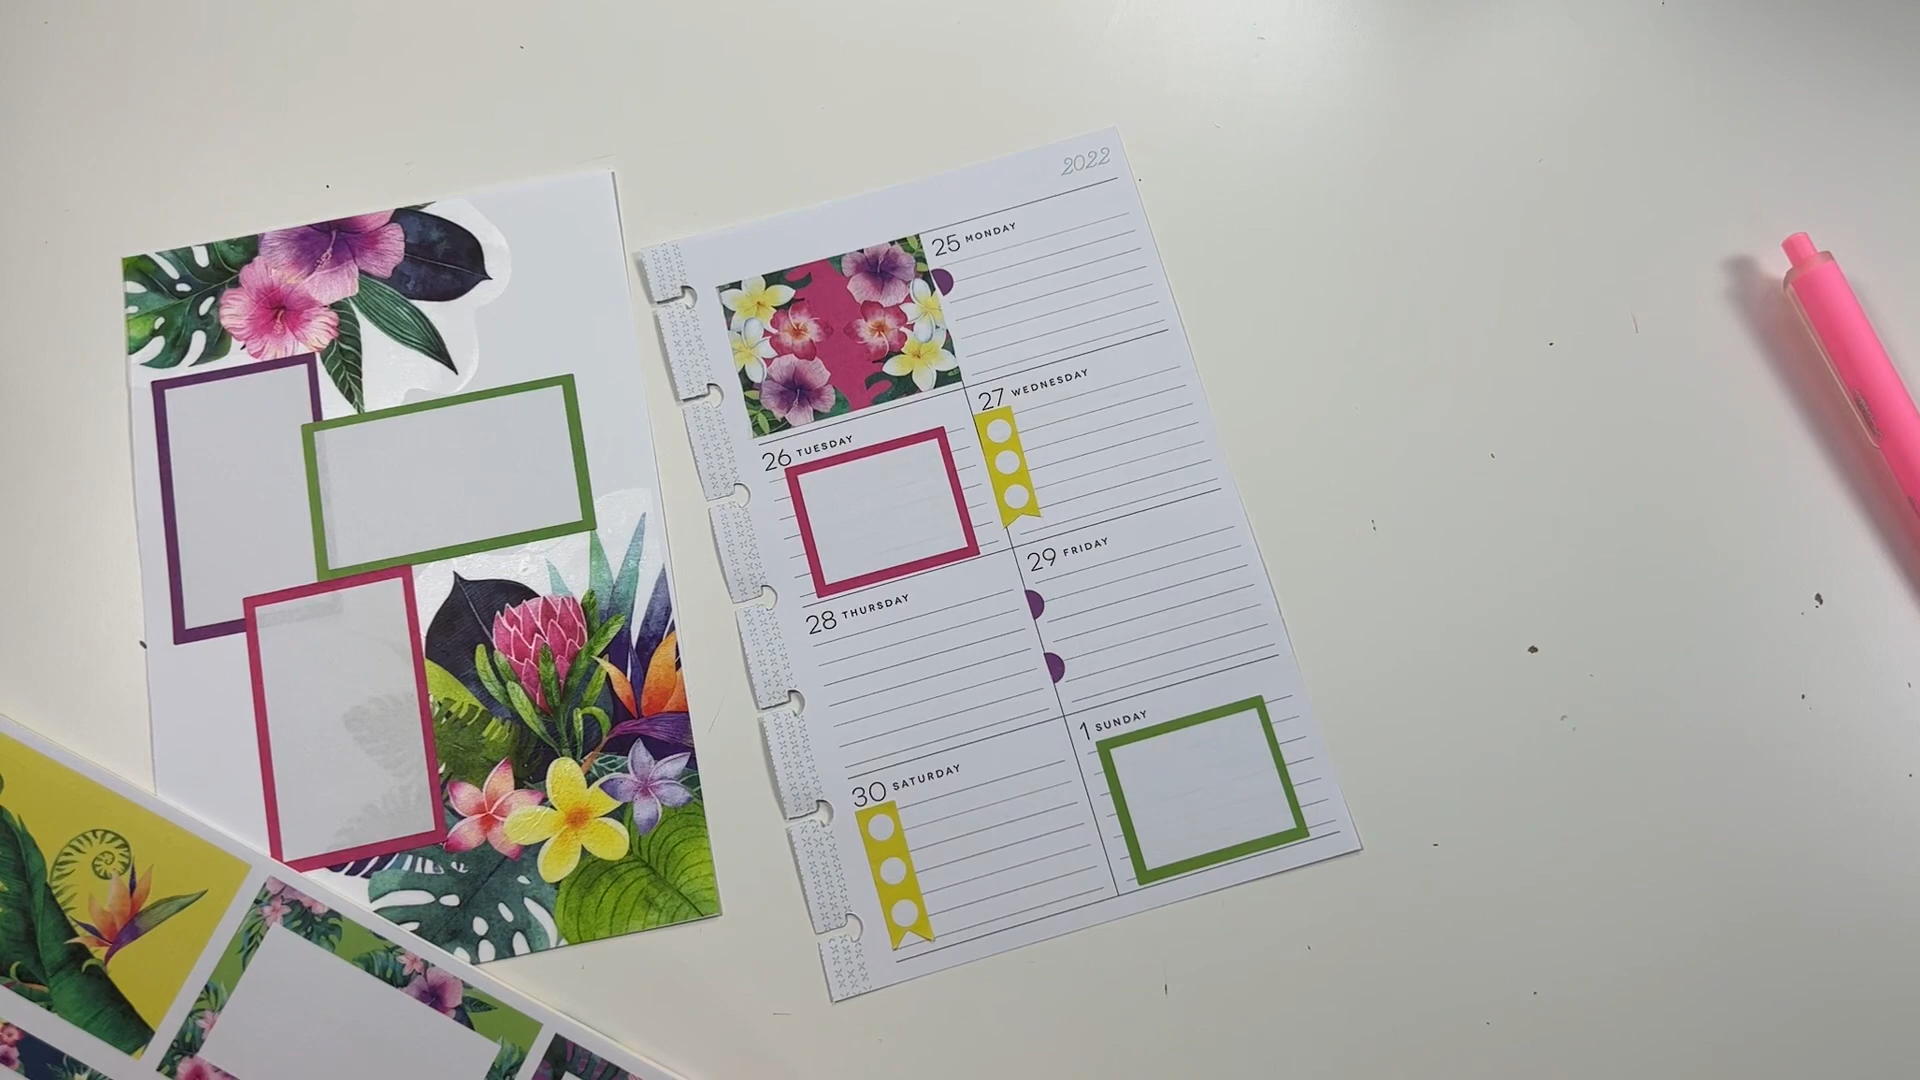 2022
25 MONDAY
26 TUESDAY
27 WEDNESDAY
28 THURSDAY
29 FRIDAY
30 SATURDAY
1 SUNDAY